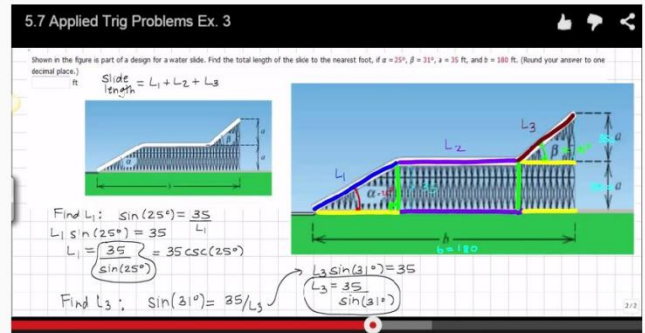 5.7 Applied Trig Problems Ex. 3
Shown in the figure is part of a design for a water slide. Find the total length of the slide to the nearest foot, if α = 25°, β = 31°, a = 35 ft, and b = 180 ft. (Round your answer to one
decimal place.)
ft
Slide length = L₁ + L₂ + L₃
α
β
a
a
L₁
L₂
L₃
α
35
β
a
a
b
b=180
Find L₁: sin(25°) = 35/L₁
L₁ sin(25°) = 35
L₁ = 35/sin(25°) = 35 csc(25°)
Find L₃: sin(31°) = 35/L₃
L₃ sin(31°) = 35
L₃ = 35/sin(31°)
2/2